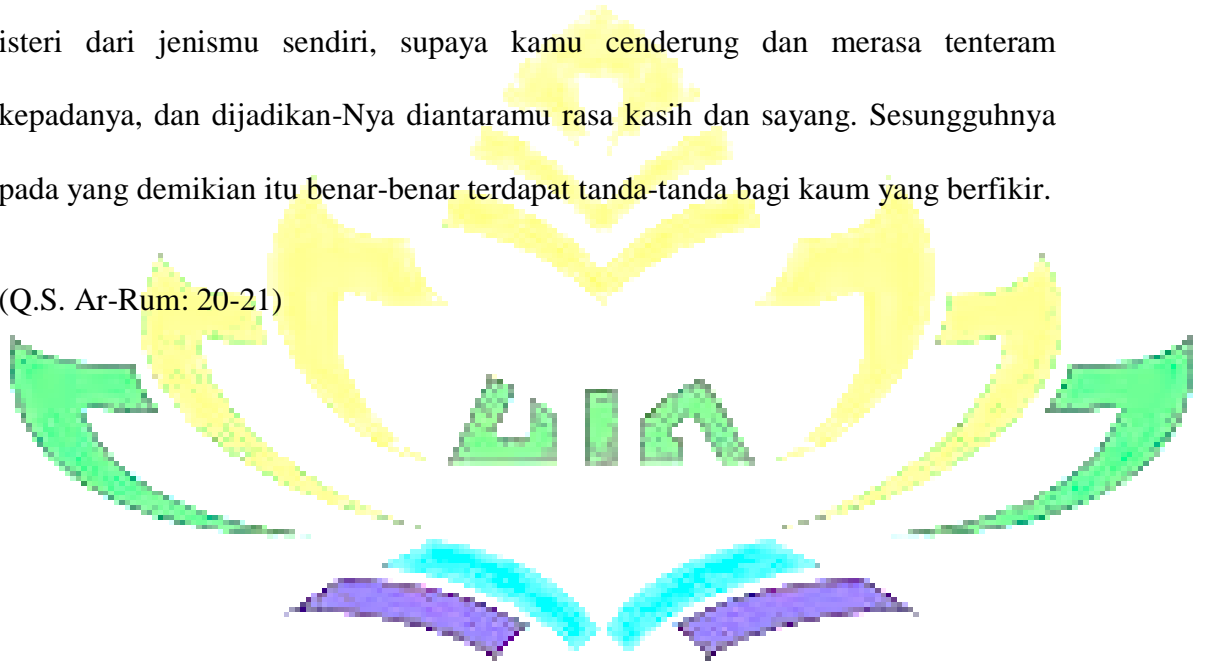 isteri dari jenismu sendiri, supaya kamu cenderung dan merasa tenteram
kepadanya, dan dijadikan-Nya diantaramu rasa kasih dan sayang. Sesungguhnya
pada yang demikian itu benar-benar terdapat tanda-tanda bagi kaum yang berfikir.
(Q.S. Ar-Rum: 20-21)
UIN